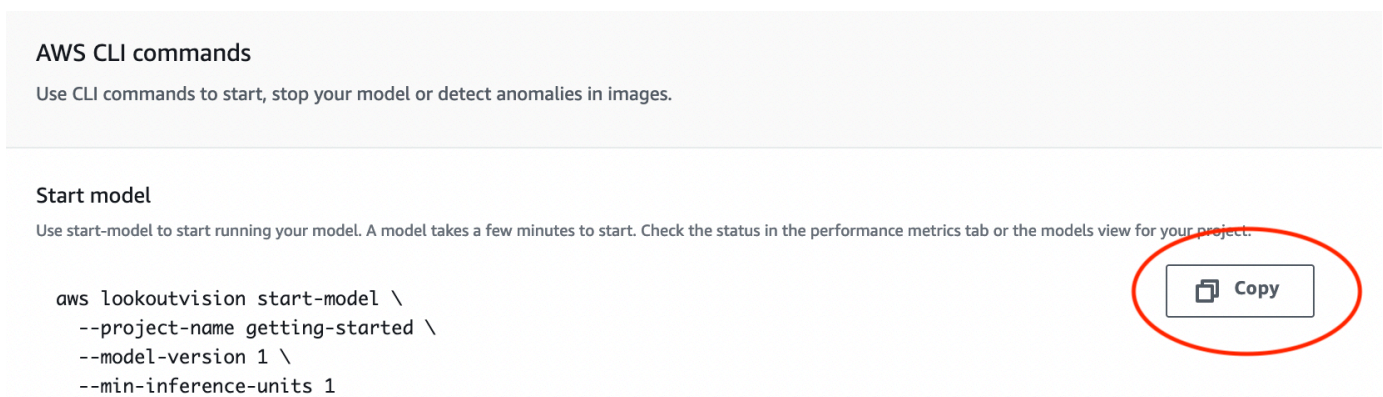 AWS CLI commands
Use CLI commands to start, stop your model or detect anomalies in images.
Start model
Use start-model to start running your model. A model takes a few minutes to start. Check the status in the performance metrics tab or the models view for your project.
Copy
aws lookoutvision start-model \
--project-name getting-started \
--model-version 1 \
--min-inference-units 1